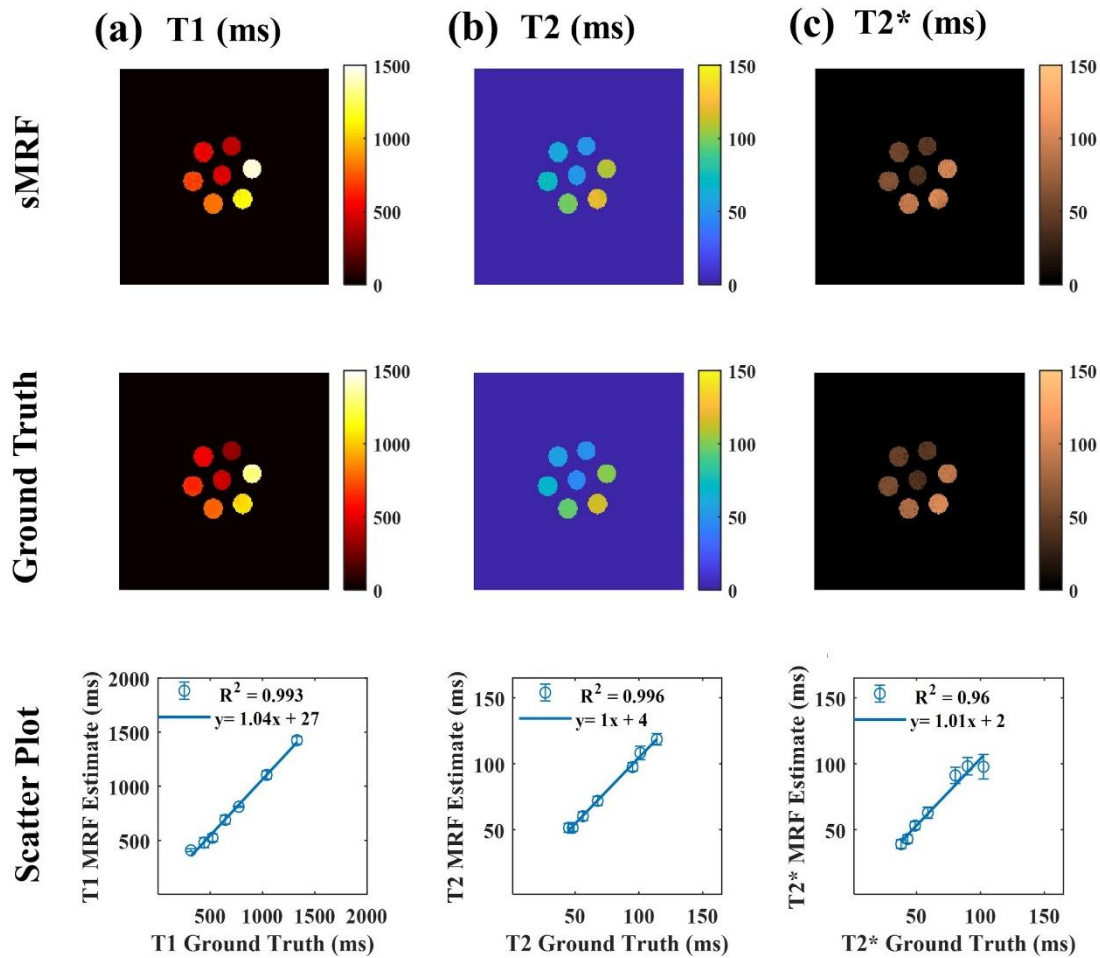 (a) T1 (ms)
(b) T2 (ms)
(c) T2* (ms)
sMRF
1500
1000
500
0
150
100
50
0
150
100
50
0
Ground Truth
1500
1000
500
0
150
100
50
0
150
100
50
0
Scatter Plot
T1 MRF Estimate (ms)
2000
1500
1000
500
R² = 0.993
y= 1.04x + 27
500 1000 1500 2000
T1 Ground Truth (ms)
T2 MRF Estimate (ms)
150
100
50
R² = 0.996
y= 1x + 4
50 100 150
T2 Ground Truth (ms)
T2* MRF Estimate (ms)
150
100
50
R² = 0.96
y= 1.01x + 2
50 100 150
T2* Ground Truth (ms)